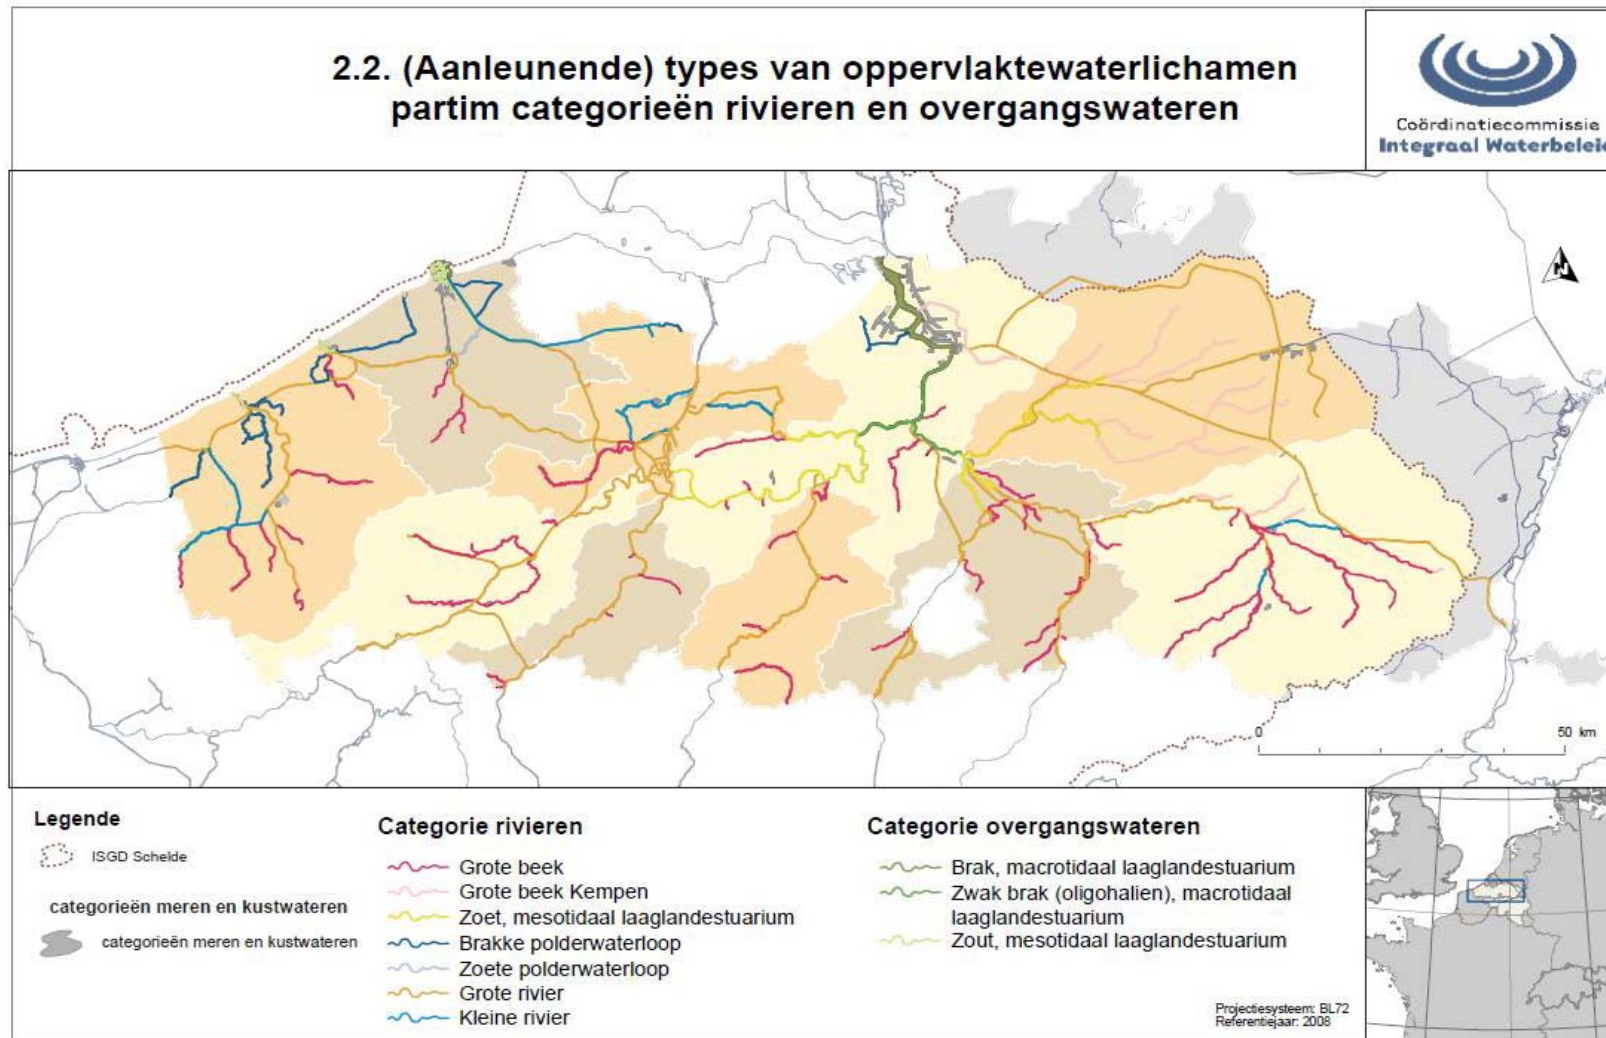 2.2. (Aanleunende) types van oppervlaktewaterlichamen
partim categorieën rivieren en overgangswateren
Coördinatiecommissie
Integraal Waterbeleid
N
0 50 km
Legende
ISGD Schelde
categorieën meren en kustwateren
categorieën meren en kustwateren
Categorie rivieren
Grote beek
Grote beek Kempen
Zoet, mesotidaal laaglandestuarium
Brakke polderwaterloop
Zoete polderwaterloop
Grote rivier
Kleine rivier
Categorie overgangswateren
Brak, macrotidaal laaglandestuarium
Zwak brak (oligohalien), macrotidaal
laaglandestuarium
Zout, mesotidaal laaglandestuarium
Projectiesysteem: BL72
Referentiejaar: 2008